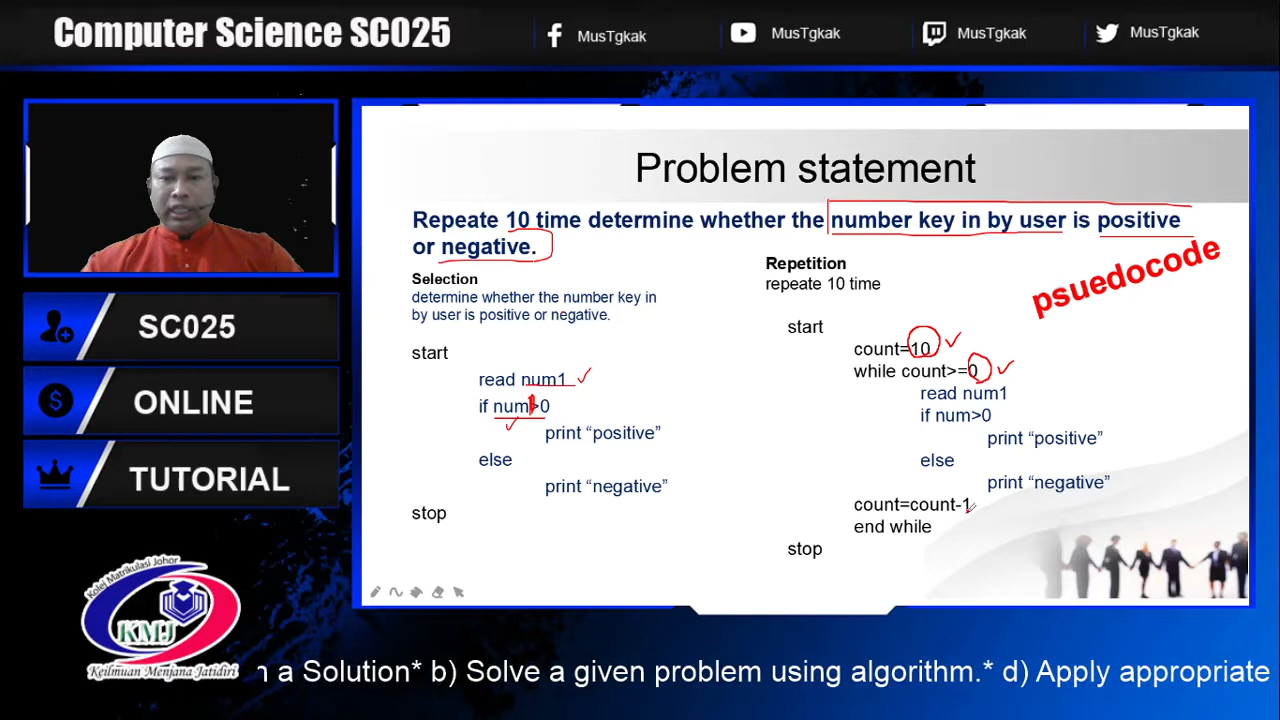 Computer Science SC025
MusTgkak
MusTgkak
MusTgkak
MusTgkak
Problem statement
Repeate 10 time determine whether the number key in by user is positive
or negative.
Selection
determine whether the number key in
by user is positive or negative.
start
read num1
if num>0
print “positive”
else
print “negative”
stop
Repetition
repeate 10 time
psuedocode
start
count=10
while count>=0
read num1
if num>0
print “positive”
else
print “negative”
count=count-1
end while
stop
SC025
ONLINE
TUTORIAL
Kolej Matrikulasi Johor
KMJ
Keilmuan Menjana Jatidiri
n a Solution* b) Solve a given problem using algorithm.* d) Apply appropriate